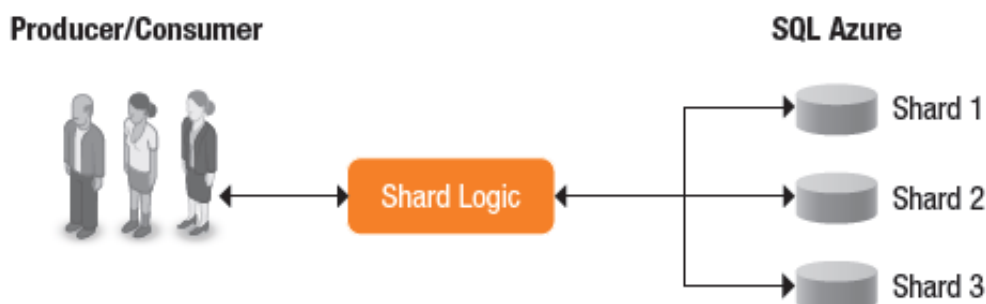 Producer/Consumer
SQL Azure
Shard 1
Shard Logic
Shard 2
Shard 3